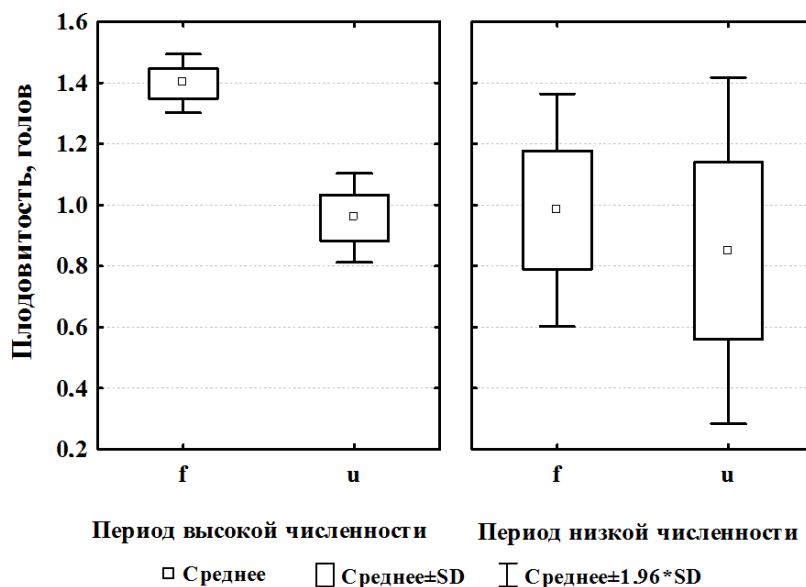 Плодовитость, голов
1.6
1.4
1.2
1.0
0.8
0.6
0.4
0.2
f u f u
Период высокой численности Период низкой численности
Среднее Среднее±SD Среднее±1.96*SD